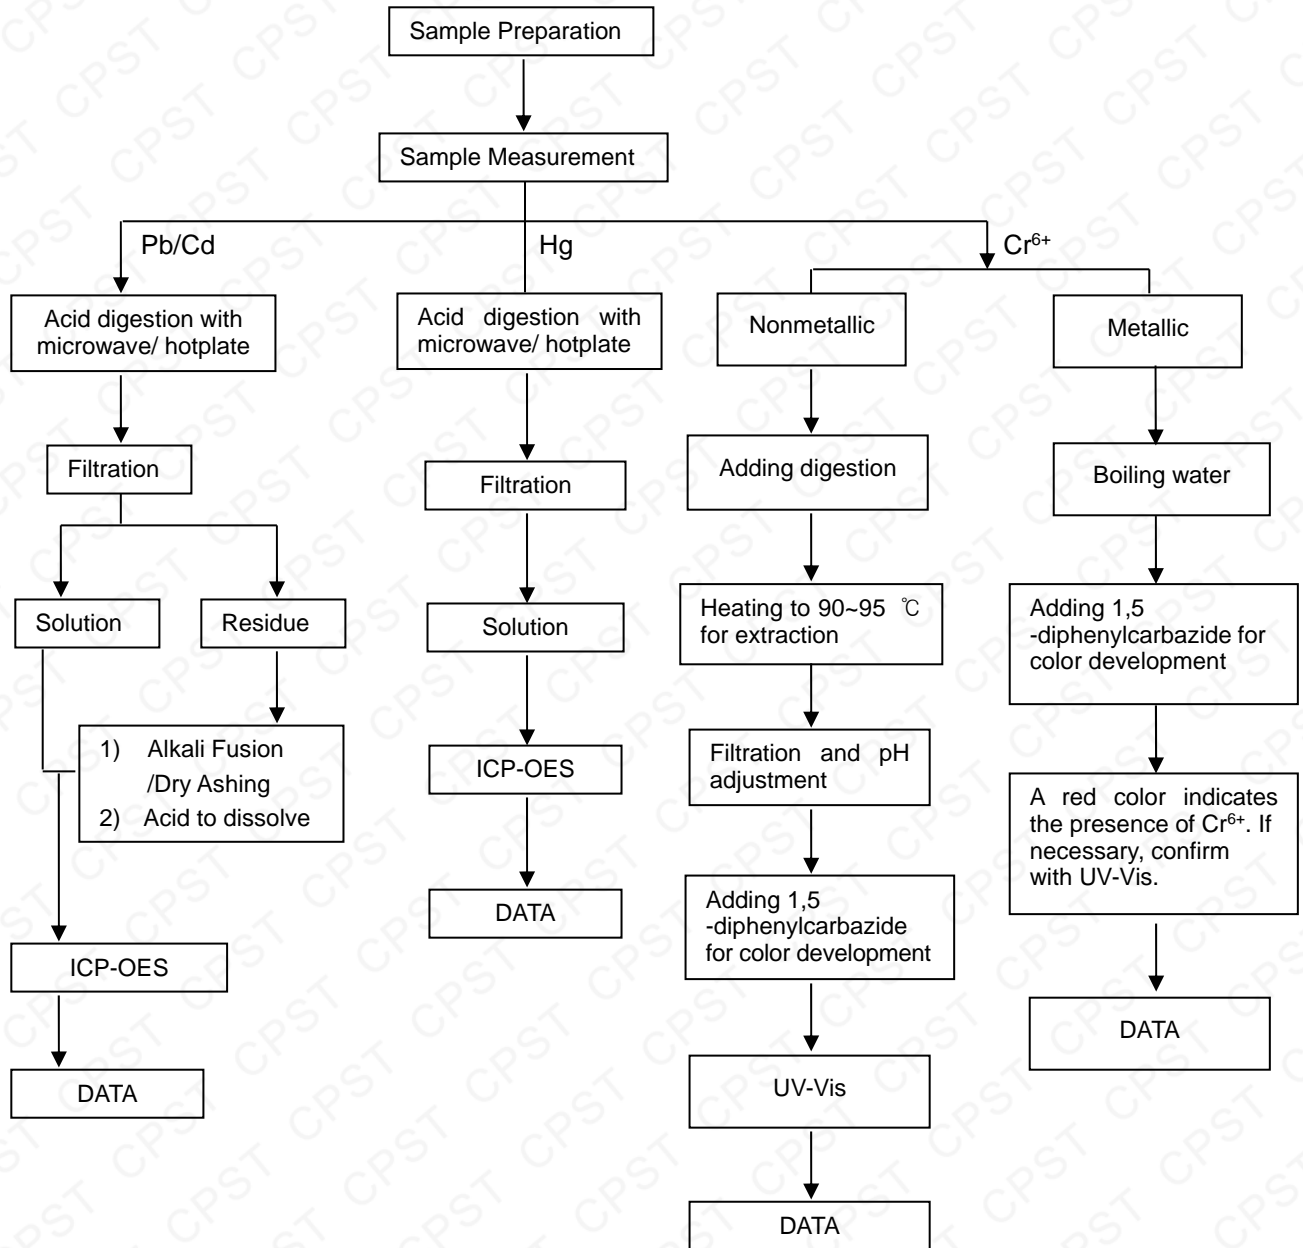 Sample Preparation
Sample Measurement
Pb/Cd
Hg
Cr⁶⁺
Acid digestion with
microwave/ hotplate
Filtration
Solution
Residue
1) Alkali Fusion
/Dry Ashing
2) Acid to dissolve
ICP-OES
DATA
Acid digestion with
microwave/ hotplate
Filtration
Solution
ICP-OES
DATA
Nonmetallic
Adding digestion
Heating to 90~95 ℃
for extraction
Filtration and pH
adjustment
Adding 1,5
-diphenylcarbazide
for color development
UV-Vis
DATA
Metallic
Boiling water
Adding 1,5
-diphenylcarbazide for
color development
A red color indicates
the presence of Cr⁶⁺. If
necessary, confirm
with UV-Vis.
DATA
CPST